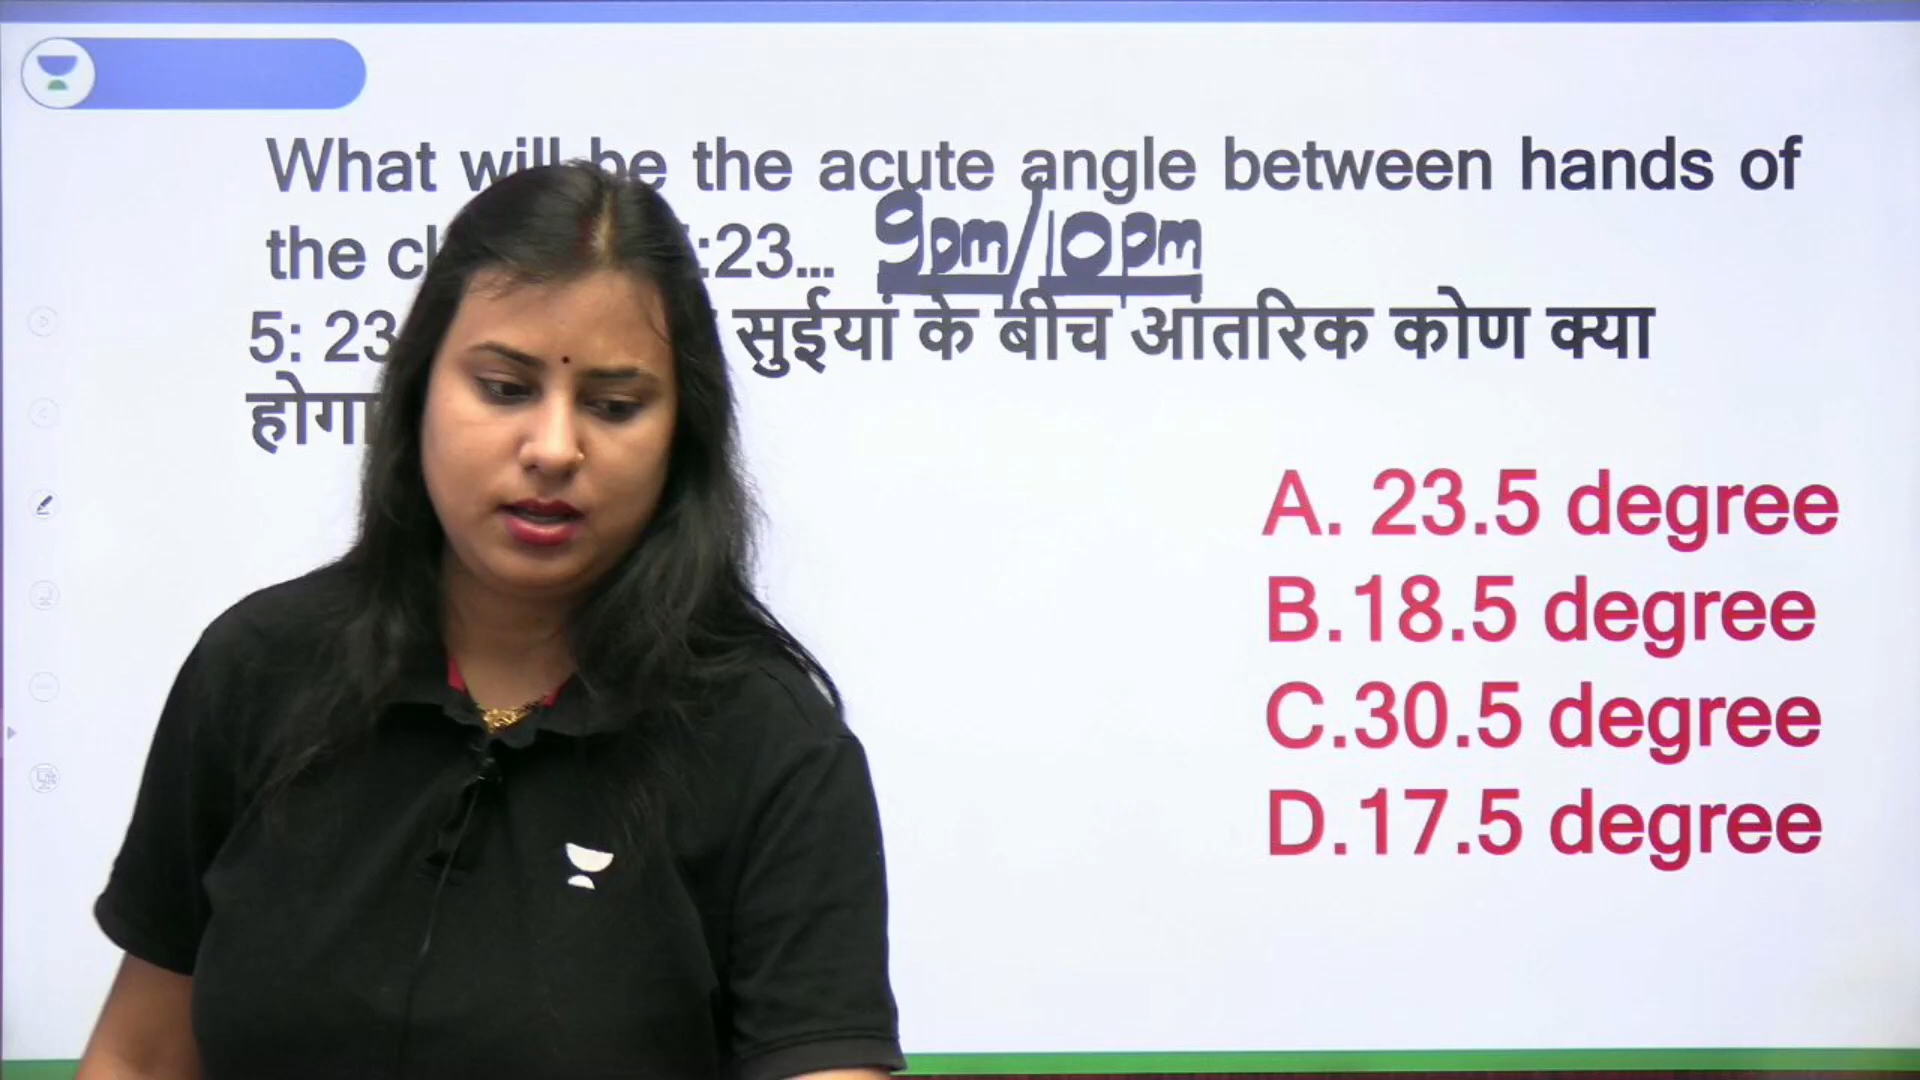 What will be the acute angle between hands of
the :23... 9pm/10pm
5: 23 सुईयां के बीच आंतरिक कोण क्या
होगा
A. 23.5 degree
B.18.5 degree
C.30.5 degree
D.17.5 degree